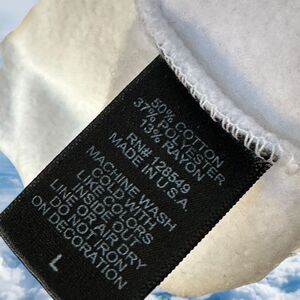 50% COTTON
37% POLYESTER
13% RAYON
RN# 128549
MADE IN U.S.A.
MACHINE WASH
COLD WITH
LIKE COLORS
INSIDE OUT
LINE OR AIR DRY
DO NOT IRON
ON DECORATION
L